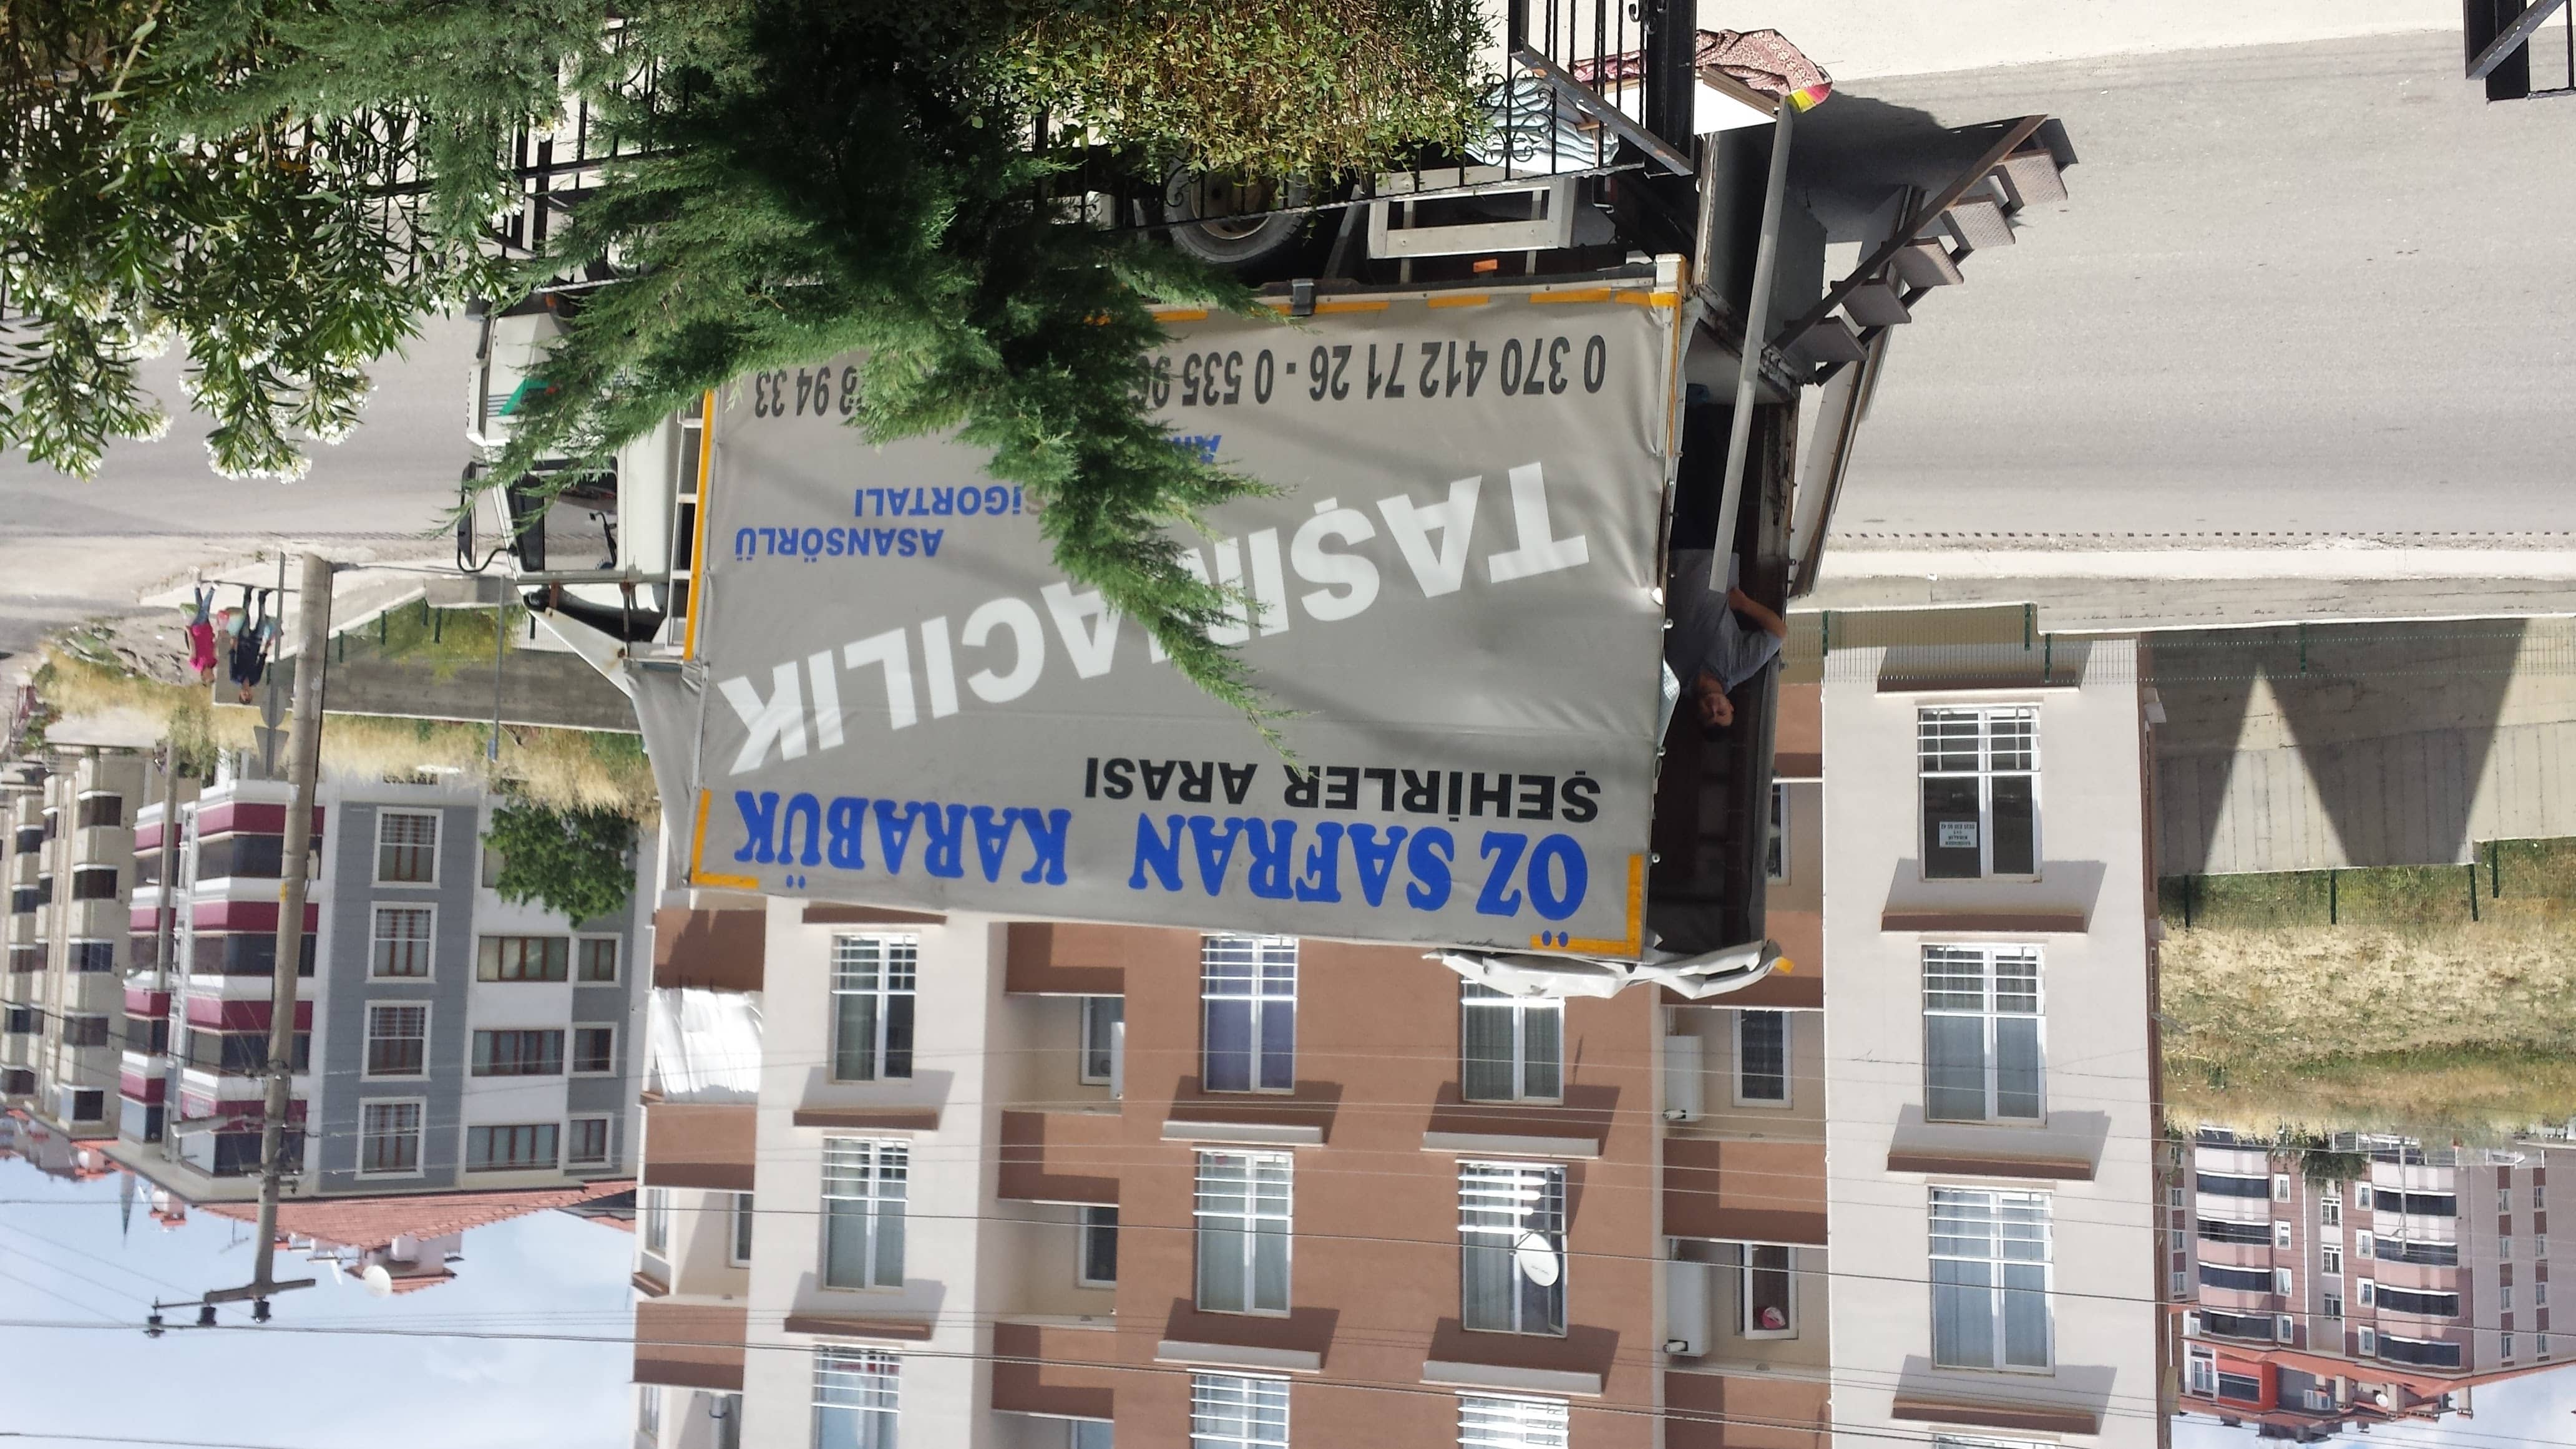 ÖZ SAFRAN KARABÜK
ŞEHİRLER ARASI
TAŞIMACILIK
ASANSÖRLÜ
SİGORTALI
0 370 412 71 26 - 0 535 96 94 33